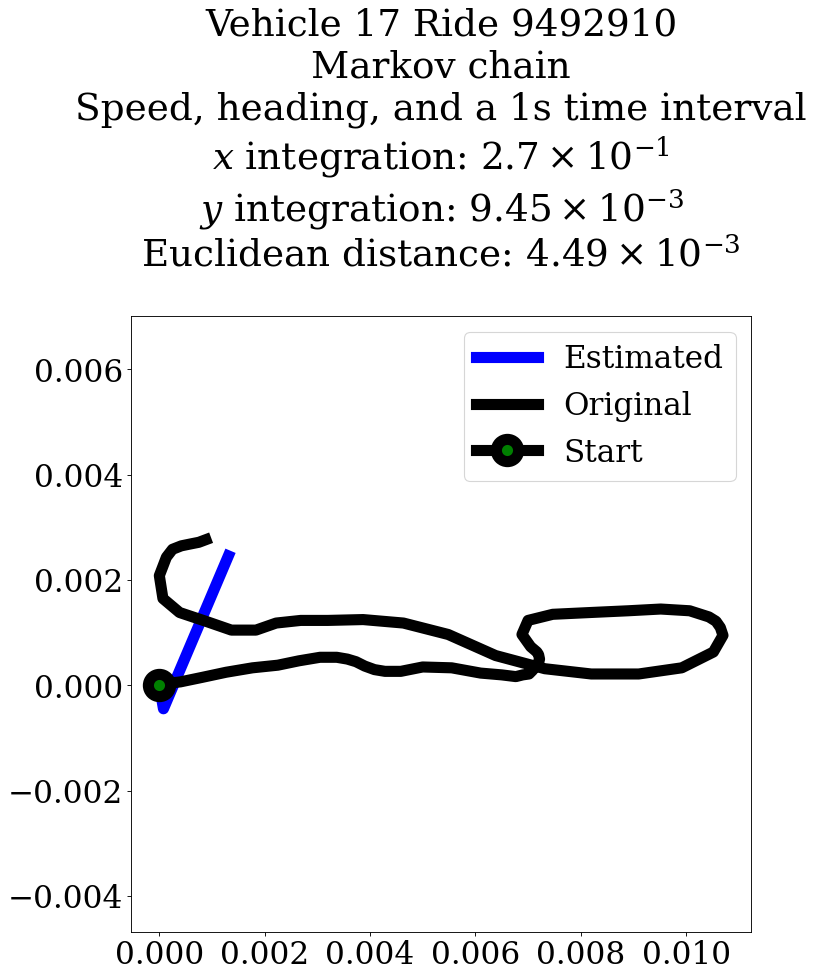 Vehicle 17 Ride 9492910
Markov chain
Speed, heading, and a 1s time interval
x integration: 2.7 × 10⁻¹
y integration: 9.45 × 10⁻³
Euclidean distance: 4.49 × 10⁻³
Estimated
Original
Start
0.006
0.004
0.002
0.000
−0.002
−0.004
0.000 0.002 0.004 0.006 0.008 0.010